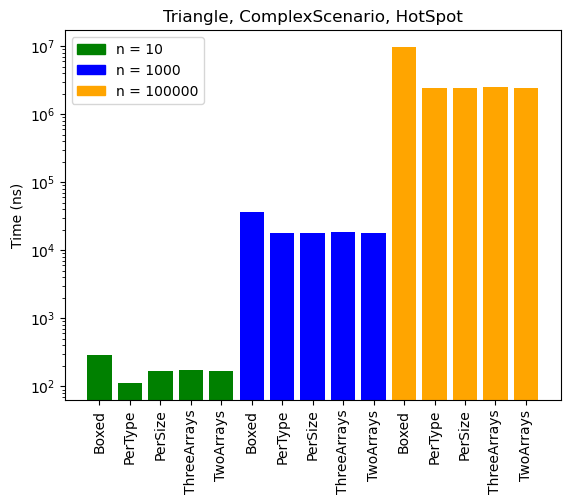 Triangle, ComplexScenario, HotSpot
n = 10
n = 1000
n = 100000
Time (ns)
10^7
10^6
10^5
10^4
10^3
10^2
Boxed
PerType
PerSize
ThreeArrays
TwoArrays
Boxed
PerType
PerSize
ThreeArrays
TwoArrays
Boxed
PerType
PerSize
ThreeArrays
TwoArrays